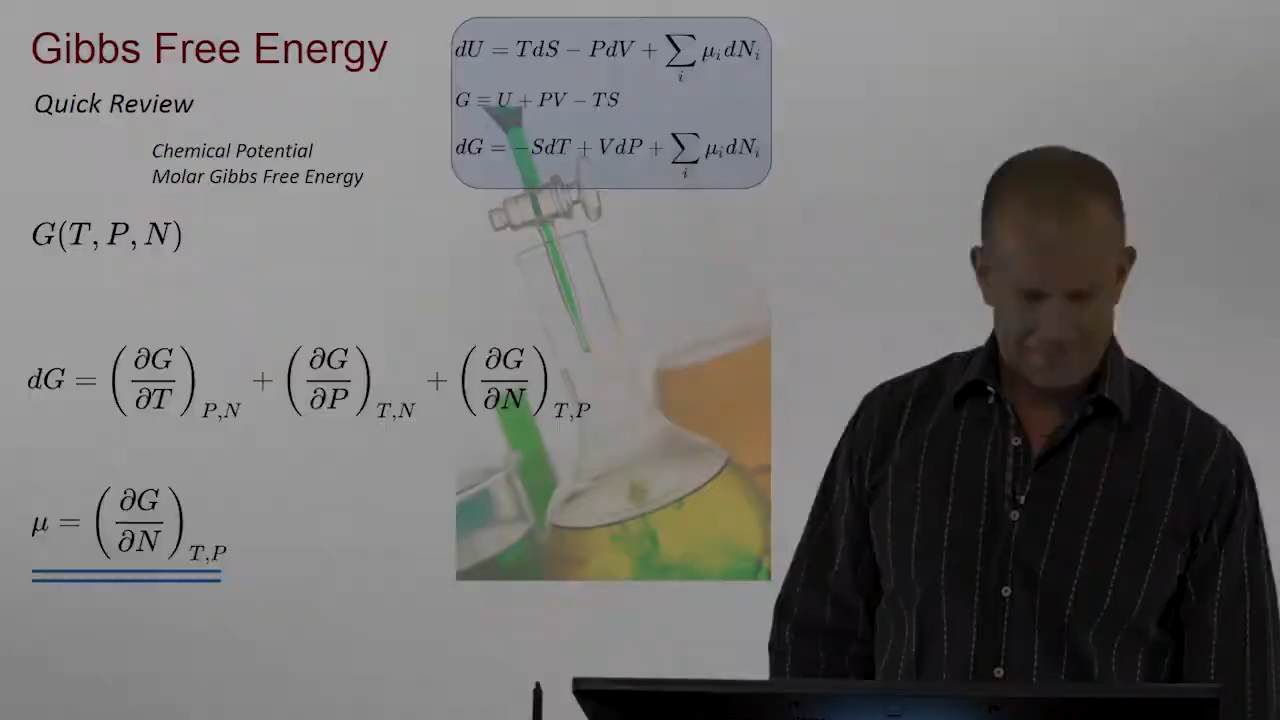 Gibbs Free Energy
Quick Review
Chemical Potential
Molar Gibbs Free Energy
dU = TdS − PdV + ∑_i μ_i dN_i
G ≡ U + PV − TS
dG = −SdT + VdP + ∑_i μ_i dN_i
G(T, P, N)
dG = (∂G/∂T)_{P,N} + (∂G/∂P)_{T,N} + (∂G/∂N)_{T,P}
μ = (∂G/∂N)_{T,P}